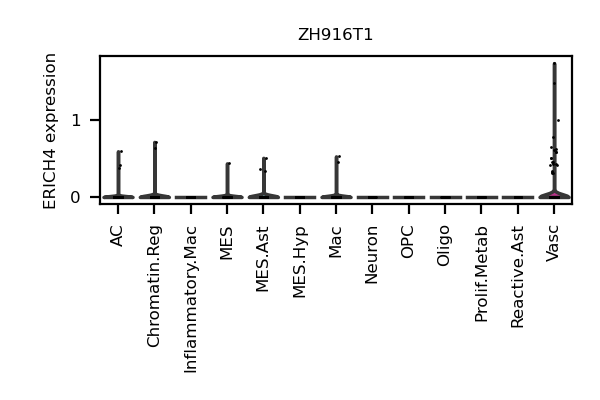 ZH916T1
ERICH4 expression
1
0
AC
Chromatin.Reg
Inflammatory.Mac
MES
MES.Ast
MES.Hyp
Mac
Neuron
OPC
Oligo
Prolif.Metab
Reactive.Ast
Vasc